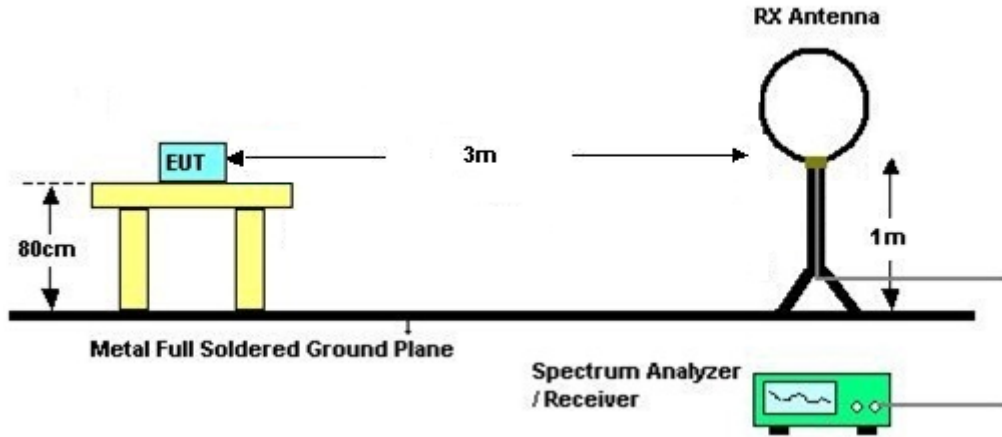 RX Antenna
EUT
3m
80cm
1m
Metal Full Soldered Ground Plane
Spectrum Analyzer
/ Receiver